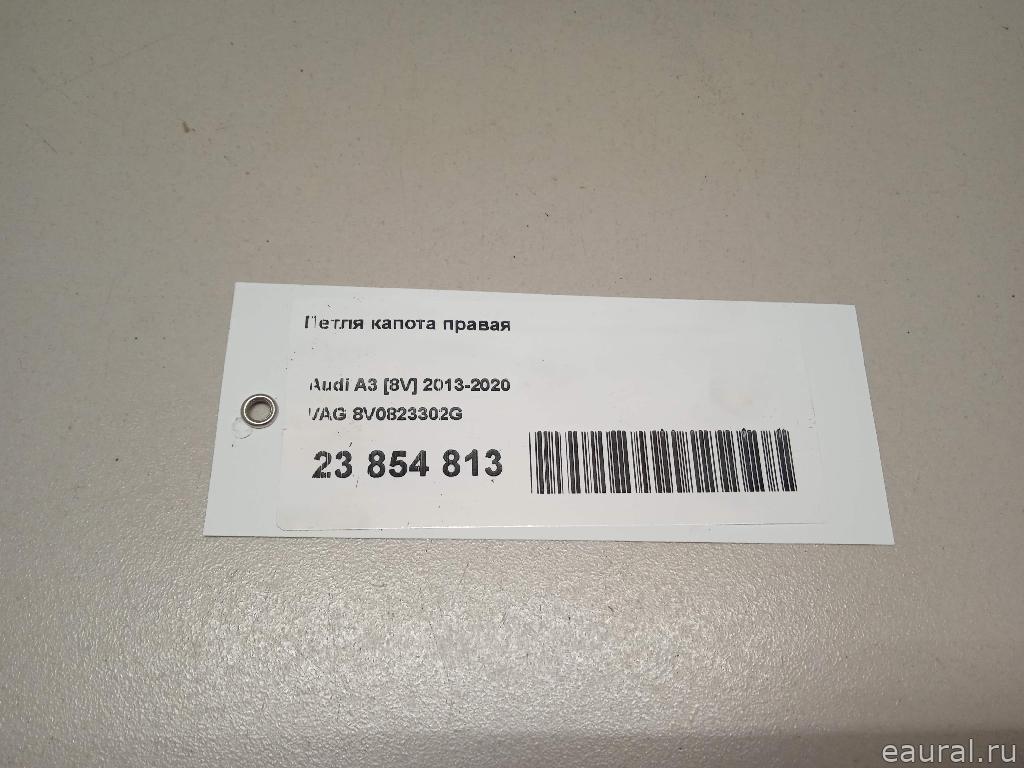 Петля капота правая
Audi A3 [8V] 2013-2020
VAG 8V0823302G
23 854 813
eaural.ru